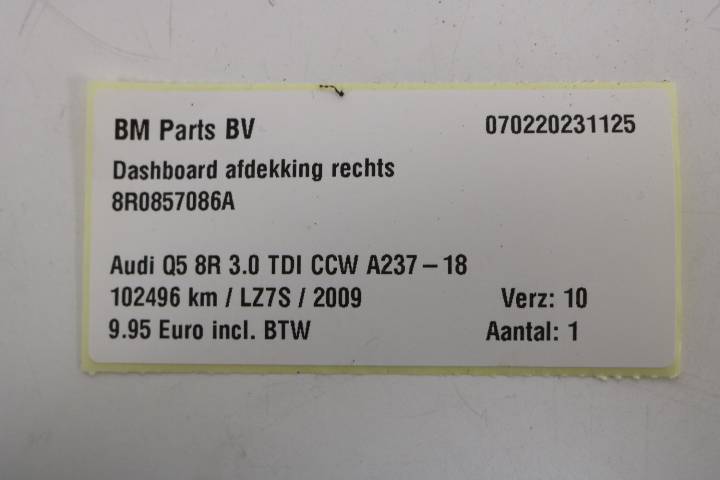 BM Parts BV 070220231125
Dashboard afdekking rechts
8R0857086A
Audi Q5 8R 3.0 TDI CCW A237-18
102496 km / LZ7S / 2009 Verz: 10
9.95 Euro incl. BTW Aantal: 1